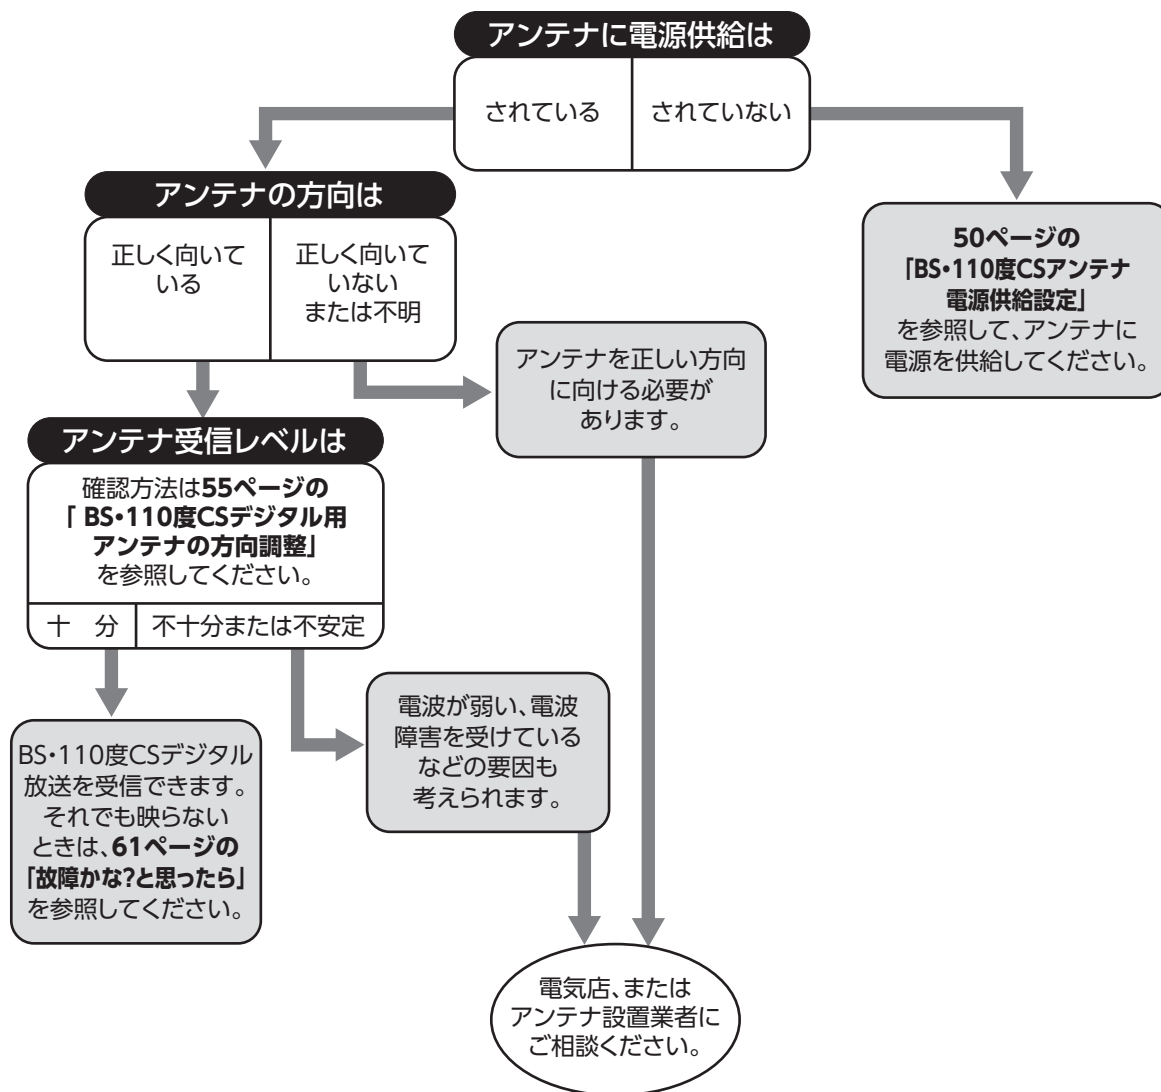 アンテナに電源供給は
されている
されていない
アンテナの方向は
正しく向いて
いる
正しく向いて
いない
または不明
50ページの
「BS・110度CSアンテナ
電源供給設定」
を参照して、アンテナに
電源を供給してください。
アンテナを正しい方向
に向ける必要が
あります。
アンテナ受信レベルは
確認方法は55ページの
「 BS・110度CSデジタル用
アンテナの方向調整」
を参照してください。
十　分
不十分または不安定
電波が弱い、電波
障害を受けている
などの要因も
考えられます。
BS・110度CSデジタル
放送を受信できます。
それでも映らない
ときは、61ページの
「故障かな?と思ったら」
を参照してください。
電気店、または
アンテナ設置業者に
ご相談ください。